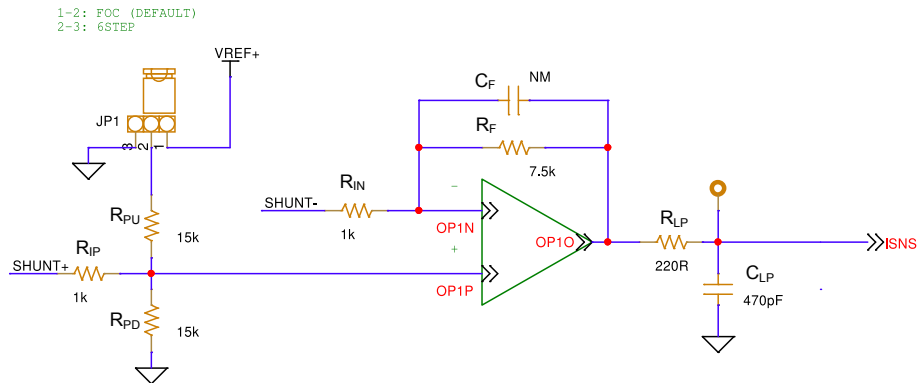 1-2: FOC (DEFAULT)
2-3: 6STEP
VREF+
JP1
3 2 1
CF NM
RF
7.5k
RIN
SHUNT-
1k
-
OP1N
+
OP1P
OP1O
RPU
15k
RIP
SHUNT+
1k
RPD
15k
RLP
220R
ISNS
CLP
470pF